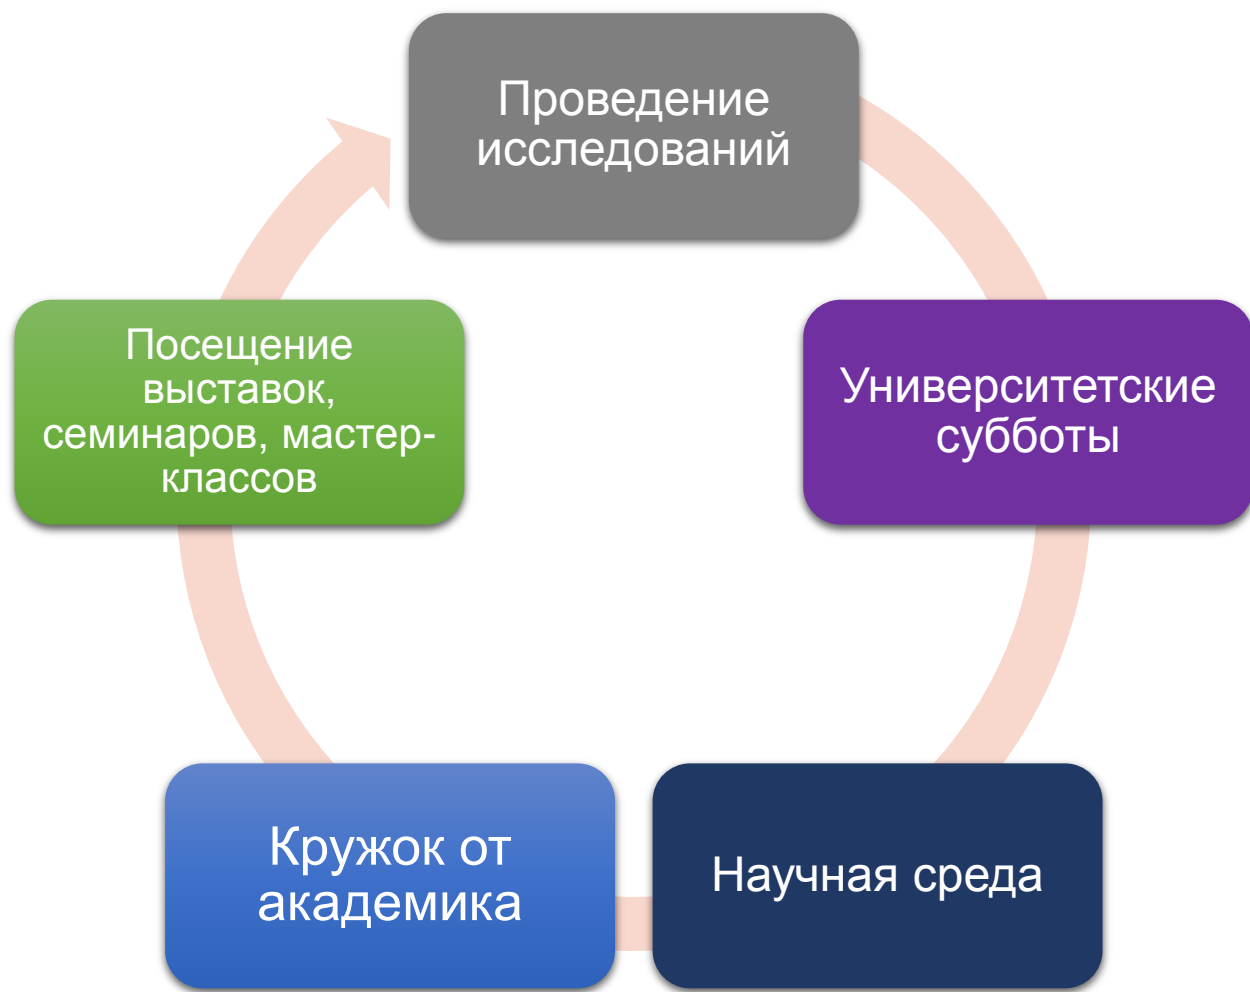 Проведение
исследований
Университетские
субботы
Научная среда
Кружок от
академика
Посещение
выставок,
семинаров, мастер-
классов